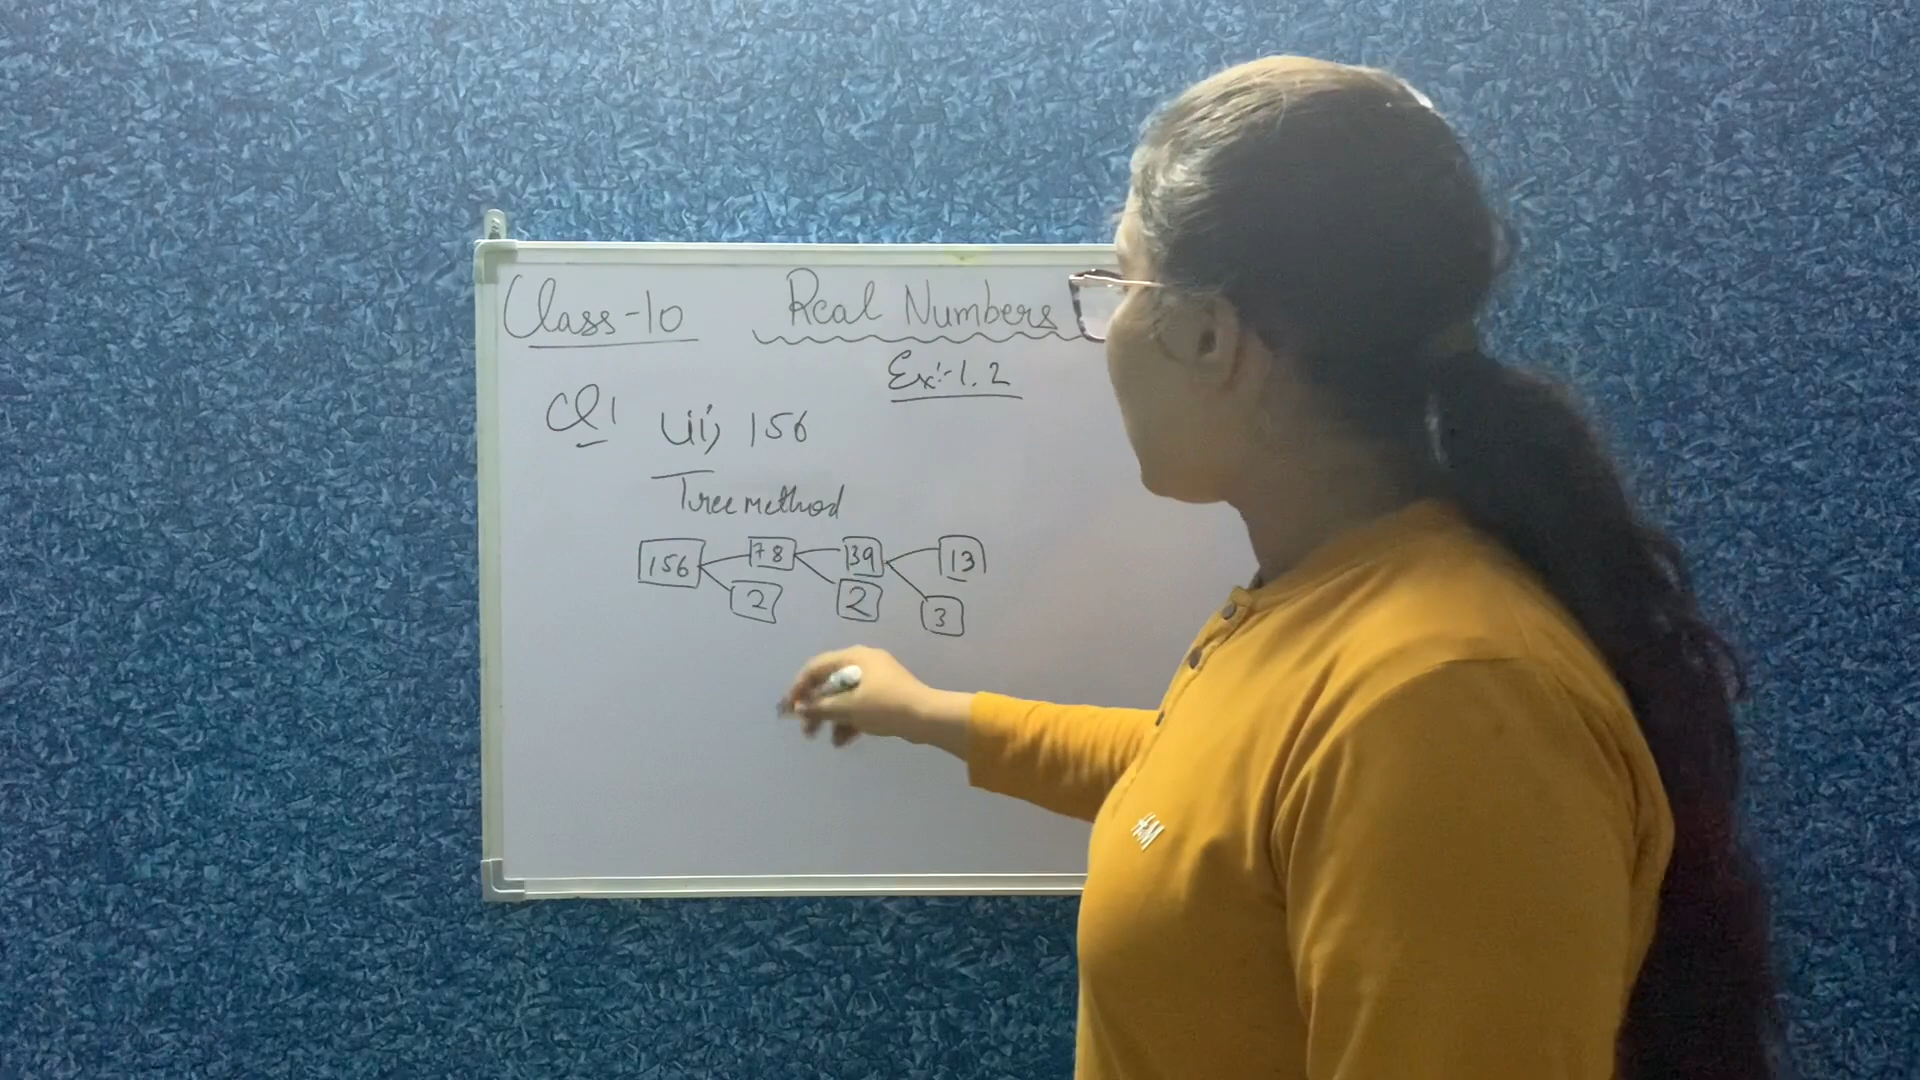 Class-10 Real Numbers
Ex:-1.2
Q1 (ii) 156
Tree method
156 78 39 13
2 2 3